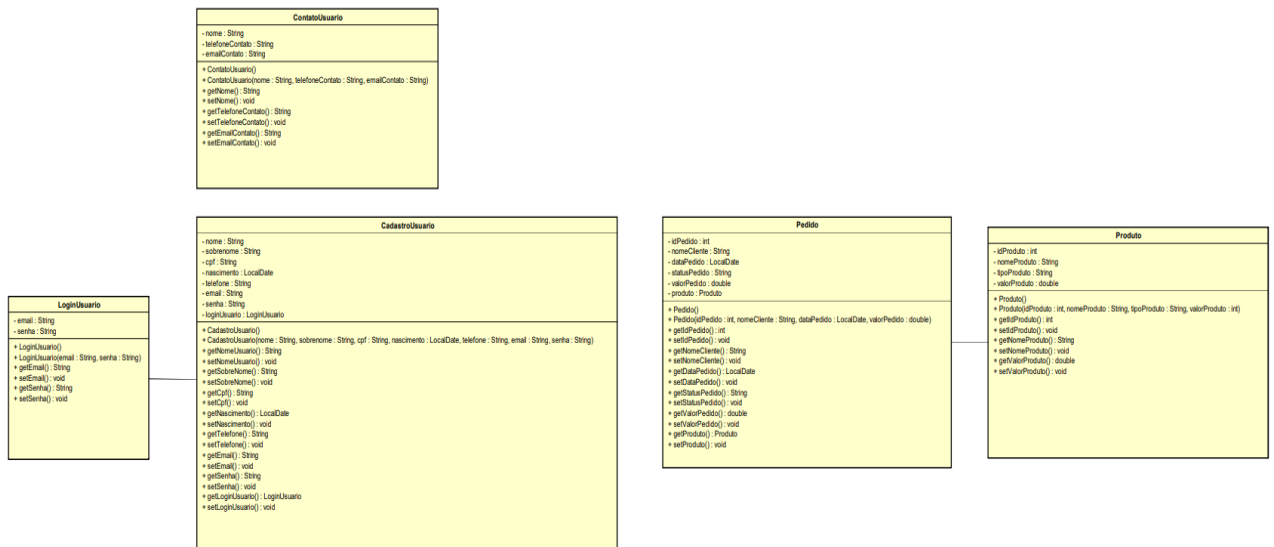 ContatoUsuario
- nome : String
- telefoneContato : String
- emailContato : String
+ ContatoUsuario()
+ ContatoUsuario(nome : String, telefoneContato : String, emailContato : String)
+ getNome() : String
+ setNome() : void
+ getTelefoneContato() : String
+ setTelefoneContato() : void
+ getEmailContato() : String
+ setEmailContato() : void
LoginUsuario
- email : String
- senha : String
+ LoginUsuario()
+ LoginUsuario(email : String, senha : String)
+ getEmail() : String
+ setEmail() : void
+ getSenha() : String
+ setSenha() : void
CadastroUsuario
- nome : String
- sobrenome : String
- cpf : String
- nascimento : LocalDate
- telefone : String
- email : String
- senha : String
- loginUsuario : LoginUsuario
+ CadastroUsuario()
+ CadastroUsuario(nome : String, sobrenome : String, cpf : String, nascimento : LocalDate, telefone : String, email : String, senha : String)
+ getNomeUsuario() : String
+ setNomeUsuario() : void
+ getSobreNome() : String
+ setSobreNome() : void
+ getCpf() : String
+ setCpf() : void
+ getNascimento() : LocalDate
+ setNascimento() : void
+ getTelefone() : String
+ setTelefone() : void
+ getEmail() : String
+ setEmail() : void
+ getSenha() : String
+ setSenha() : void
+ getLoginUsuario() : LoginUsuario
+ setLoginUsuario() : void
Pedido
- idPedido : int
- nomeCliente : String
- dataPedido : LocalDate
- statusPedido : String
- valorPedido : double
- produto : Produto
+ Pedido()
+ Pedido(idPedido : int, nomeCliente : String, dataPedido : LocalDate, valorPedido : double)
+ getIdPedido() : int
+ setIdPedido() : void
+ getNomeCliente() : String
+ setNomeCliente() : void
+ getDataPedido() : LocalDate
+ setDataPedido() : void
+ getStatusPedido() : String
+ setStatusPedido() : void
+ getValorPedido() : double
+ setValorPedido() : void
+ getProduto() : Produto
+ setProduto() : void
Produto
- idProduto : int
- nomeProduto : String
- tipoProduto : String
- valorProduto : double
+ Produto()
+ Produto(idProduto : int, nomeProduto : String, tipoProduto : String, valorProduto : int)
+ getIdProduto() : int
+ setIdProduto() : void
+ getNomeProduto() : String
+ setNomeProduto() : void
+ getValorProduto() : double
+ setValorProduto() : void